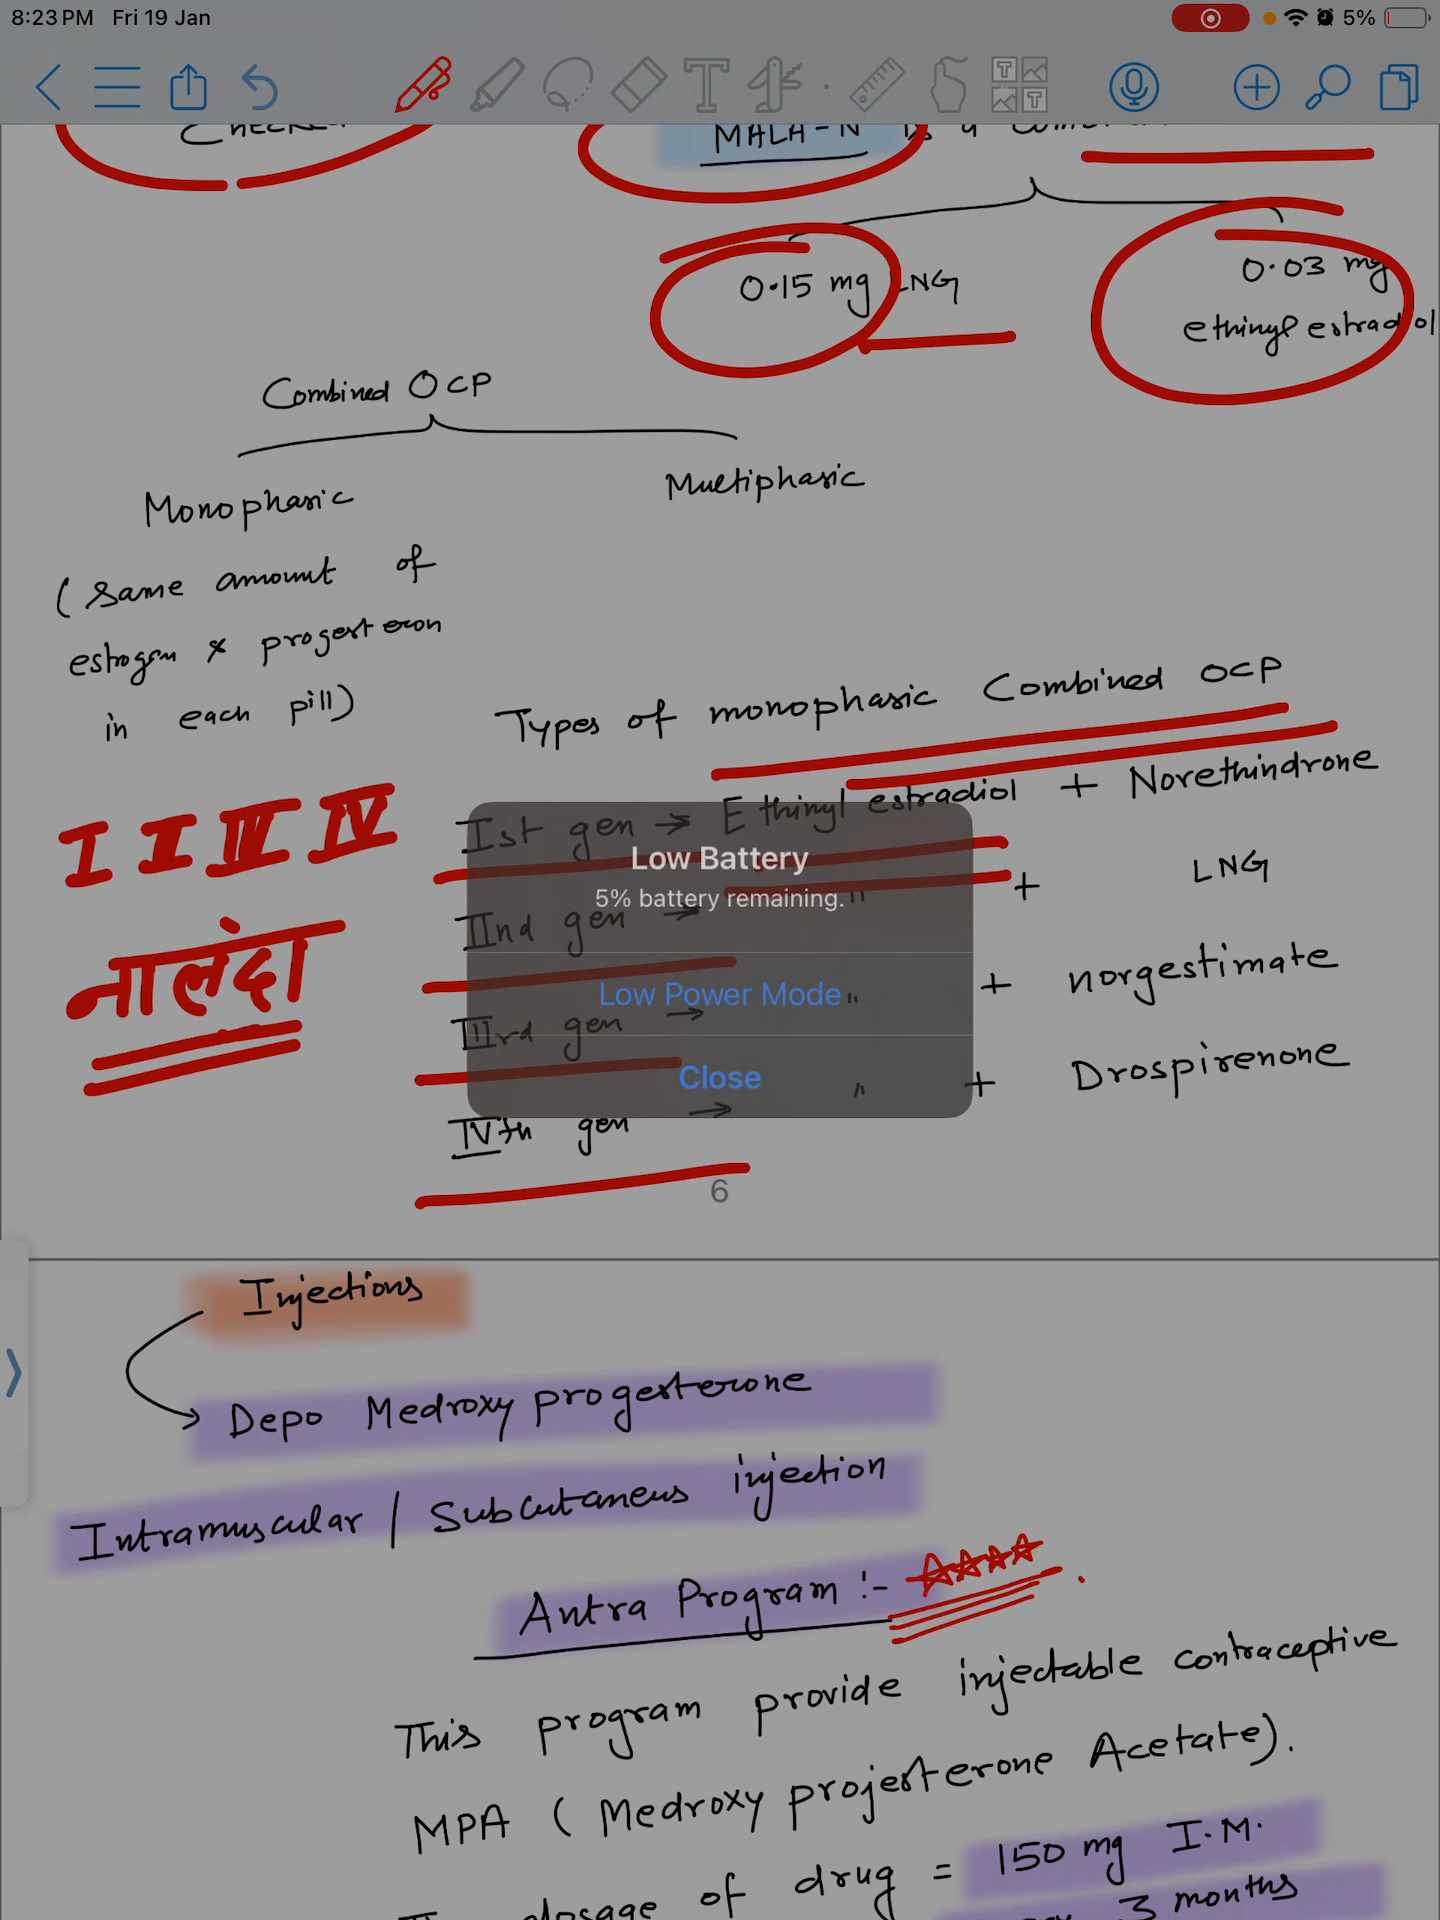 8:23 PM Fri 19 Jan
5%
MALA-N is a
0.15 mg LNG
0.03 mg
ethinyl estradiol
Combined OCP
Monophasic
Multiphasic
(same amount of
estrogen & progesteron
in each pill)
Types of monophasic Combined OCP
I II III IV
Ist gen → Ethinyl estradiol + Norethindrone
IInd gen → " + LNG
नालंदा
IIIrd gen → " + norgestimate
IVth gen → " + Drospirenone
Low Battery
5% battery remaining.
Low Power Mode
Close
6
Injections
Depo Medroxy progesterone
Intramuscular / Subcutaneus injection
Antra Program :-
This program provide injectable contraceptive
MPA ( Medroxy projesterone Acetate).
dosage of drug = 150 mg I.M.
3 months